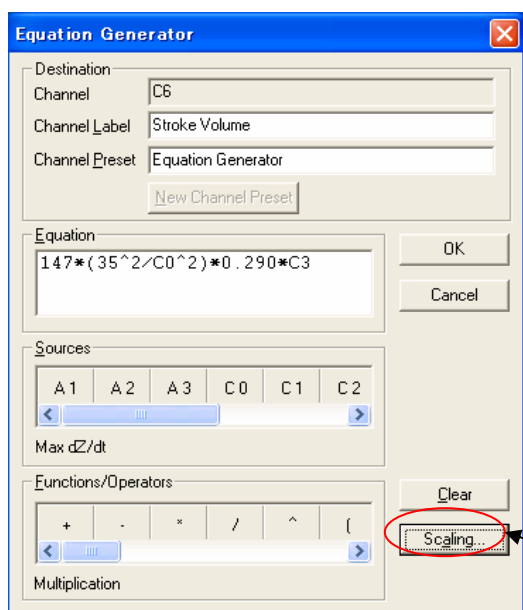 Equation Generator
Destination
Channel C6
Channel Label Stroke Volume
Channel Preset Equation Generator
New Channel Preset
Equation
147*(35^2/C0^2)*0.290*C3
OK
Cancel
Sources
A1 A2 A3 C0 C1 C2
Max dZ/dt
Functions/Operators
+ - * / ^ (
Clear
Scaling...
Multiplication